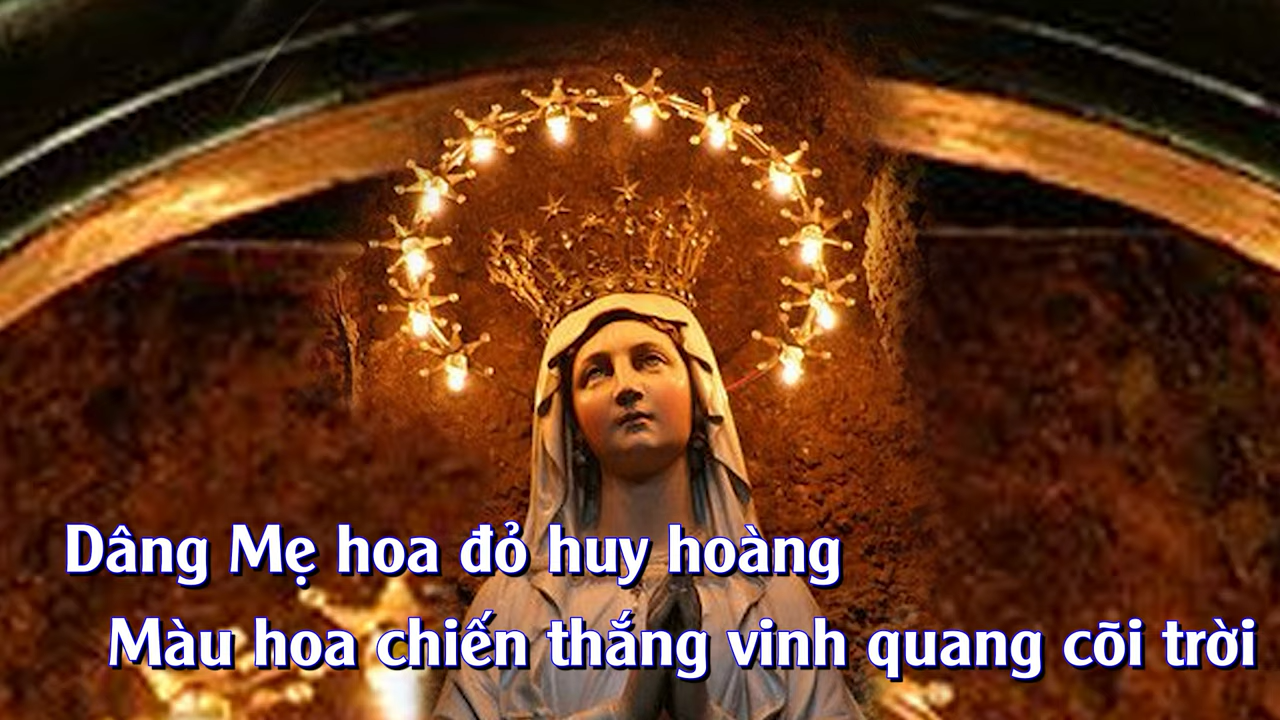 Dâng Mẹ hoa đỏ huy hoàng
Màu hoa chiến thắng vinh quang cõi trời